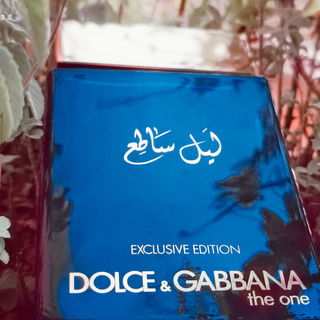 ليل ساطع
EXCLUSIVE EDITION
DOLCE & GABBANA
the one